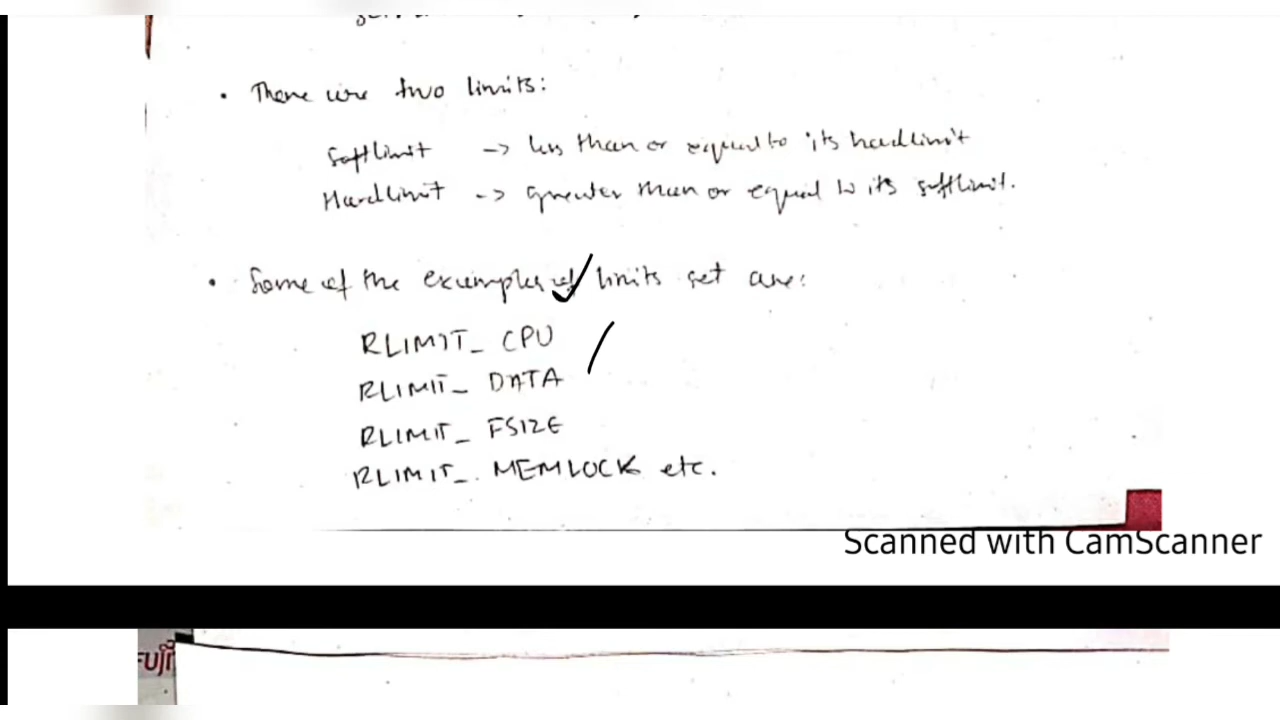 • There are two limits:
Softlimit -> less than or equal to its hardlimit
Hardlimit -> greater than or equal to its softlimit.
• Some of the examples of limits set are:
RLIMIT_ CPU
RLIMIT_ DATA
RLIMIT_ FSIZE
RLIMIT_ MEMLOCK etc.
Scanned with CamScanner